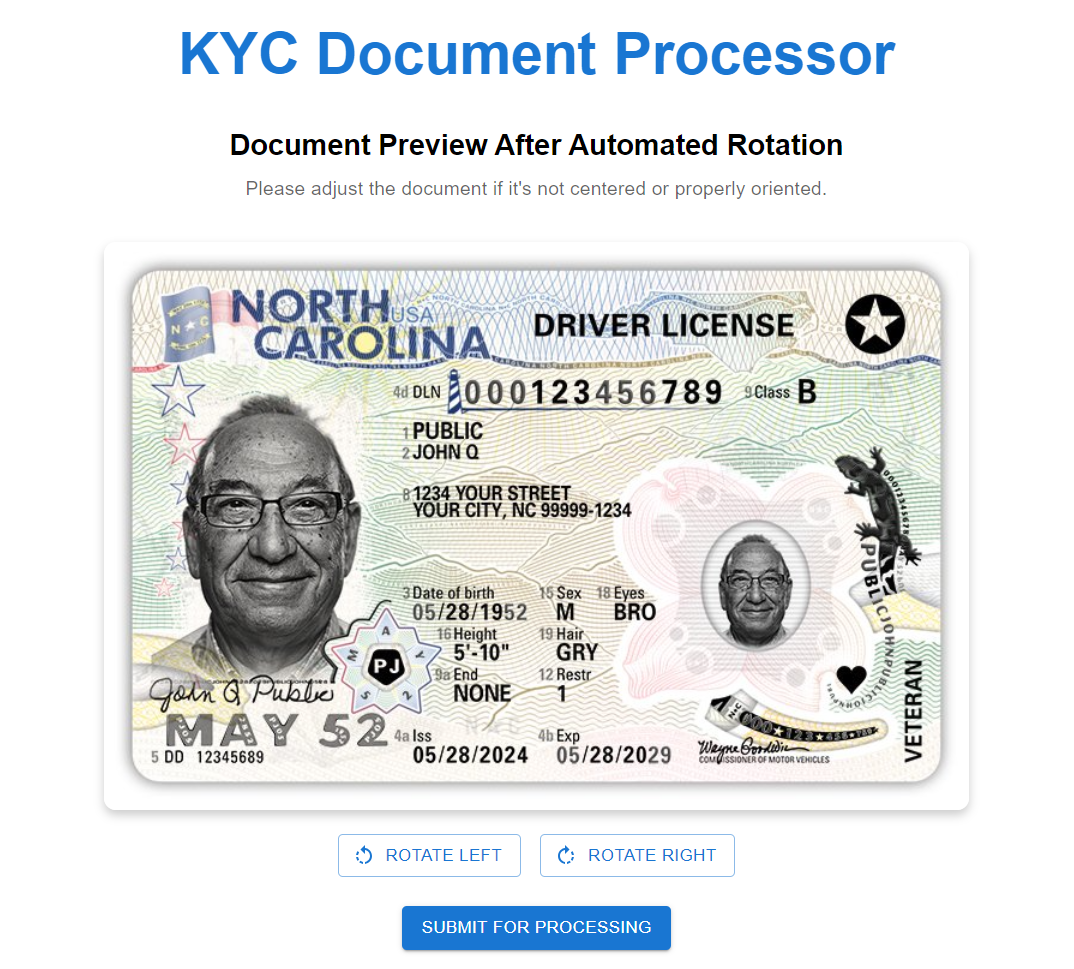 KYC Document Processor
Document Preview After Automated Rotation
Please adjust the document if it's not centered or properly oriented.
NORTH
USA
CAROLINA
DRIVER LICENSE
N C
4d DLN 000123456789 9 Class B
1 PUBLIC
2 JOHN Q
8 1234 YOUR STREET
YOUR CITY, NC 99999-1234
3 Date of birth 15 Sex 18 Eyes
05/28/1952 M BRO
16 Height 19 Hair
5'-10" GRY
9a End 12 Restr
NONE 1
John Q Public
MAY 52
PJ
4a Iss 4b Exp
05/28/2024 05/28/2029
5 DD 12345689
Wayne Goodwin
COMMISSIONER OF MOTOR VEHICLES
VETERAN
ROTATE LEFT
ROTATE RIGHT
SUBMIT FOR PROCESSING